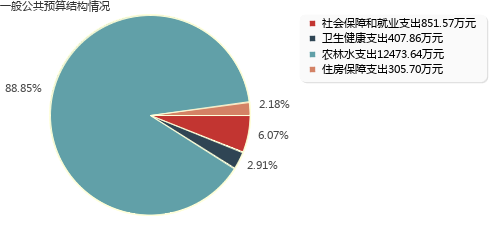 一般公共预算结构情况
社会保障和就业支出851.57万元
卫生健康支出407.86万元
农林水支出12473.64万元
住房保障支出305.70万元
88.85%
2.18%
6.07%
2.91%